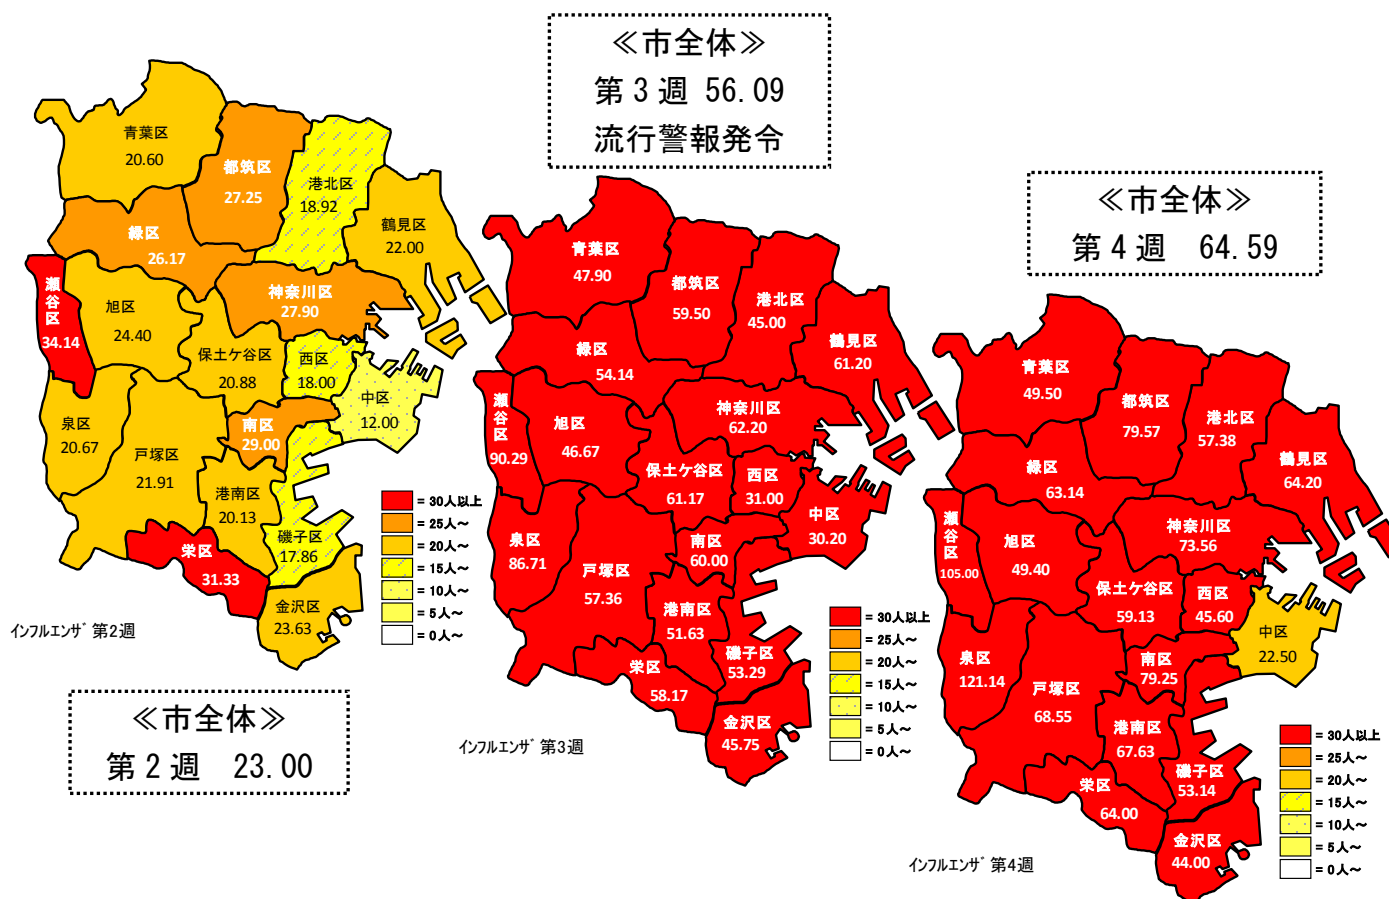 ≪市全体≫
第3週 56.09
流行警報発令
≪市全体≫
第4週 64.59
≪市全体≫
第2週 23.00
青葉区
20.60
都筑区
27.25
港北区
18.92
鶴見区
22.00
緑区
26.17
神奈川区
27.90
瀬谷区
34.14
旭区
24.40
保土ケ谷区
20.88
西区
18.00
中区
12.00
泉区
20.67
戸塚区
21.91
南区
29.00
港南区
20.13
磯子区
17.86
栄区
31.33
金沢区
23.63
= 30人以上
= 25人～
= 20人～
= 15人～
= 10人～
= 5人～
= 0人～
インフルエンザ 第2週
青葉区
47.90
都筑区
59.50
港北区
45.00
鶴見区
61.20
緑区
54.14
神奈川区
62.20
瀬谷区
90.29
旭区
46.67
保土ケ谷区
61.17
西区
31.00
中区
30.20
泉区
86.71
戸塚区
57.36
南区
60.00
港南区
51.63
磯子区
53.29
栄区
58.17
金沢区
45.75
= 30人以上
= 25人～
= 20人～
= 15人～
= 10人～
= 5人～
= 0人～
インフルエンザ 第3週
青葉区
49.50
都筑区
79.57
港北区
57.38
鶴見区
64.20
緑区
63.14
神奈川区
73.56
瀬谷区
105.00
旭区
49.40
保土ケ谷区
59.13
西区
45.60
中区
22.50
泉区
121.14
戸塚区
68.55
南区
79.25
港南区
67.63
磯子区
53.14
栄区
64.00
金沢区
44.00
= 30人以上
= 25人～
= 20人～
= 15人～
= 10人～
= 5人～
= 0人～
インフルエンザ 第4週